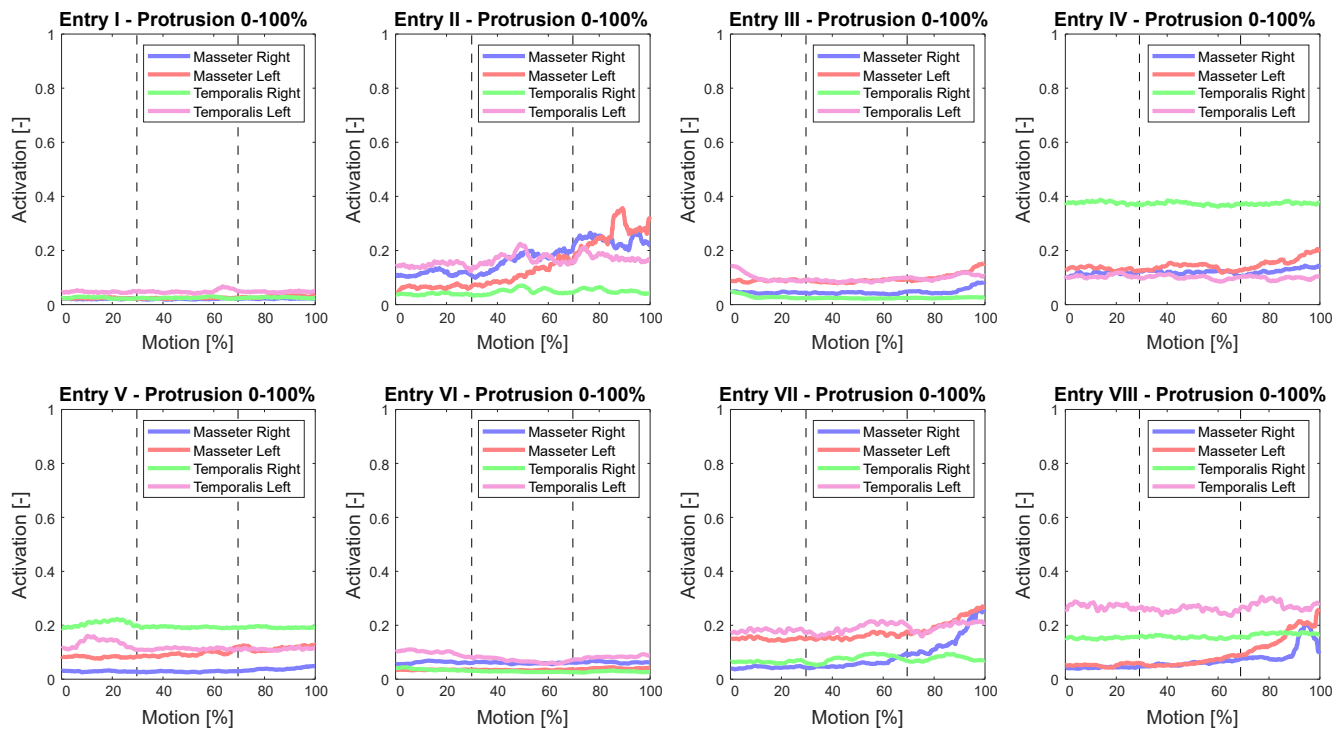 Entry I - Protrusion 0-100%
1
0.8
0.6
0.4
0.2
0
Activation [-]
Masseter Right
Masseter Left
Temporalis Right
Temporalis Left
0 20 40 60 80 100
Motion [%]
Entry II - Protrusion 0-100%
1
0.8
0.6
0.4
0.2
0
Activation [-]
Masseter Right
Masseter Left
Temporalis Right
Temporalis Left
0 20 40 60 80 100
Motion [%]
Entry III - Protrusion 0-100%
1
0.8
0.6
0.4
0.2
0
Activation [-]
Masseter Right
Masseter Left
Temporalis Right
Temporalis Left
0 20 40 60 80 100
Motion [%]
Entry IV - Protrusion 0-100%
1
0.8
0.6
0.4
0.2
0
Activation [-]
Masseter Right
Masseter Left
Temporalis Right
Temporalis Left
0 20 40 60 80 100
Motion [%]
Entry V - Protrusion 0-100%
1
0.8
0.6
0.4
0.2
0
Activation [-]
Masseter Right
Masseter Left
Temporalis Right
Temporalis Left
0 20 40 60 80 100
Motion [%]
Entry VI - Protrusion 0-100%
1
0.8
0.6
0.4
0.2
0
Activation [-]
Masseter Right
Masseter Left
Temporalis Right
Temporalis Left
0 20 40 60 80 100
Motion [%]
Entry VII - Protrusion 0-100%
1
0.8
0.6
0.4
0.2
0
Activation [-]
Masseter Right
Masseter Left
Temporalis Right
Temporalis Left
0 20 40 60 80 100
Motion [%]
Entry VIII - Protrusion 0-100%
1
0.8
0.6
0.4
0.2
0
Activation [-]
Masseter Right
Masseter Left
Temporalis Right
Temporalis Left
0 20 40 60 80 100
Motion [%]